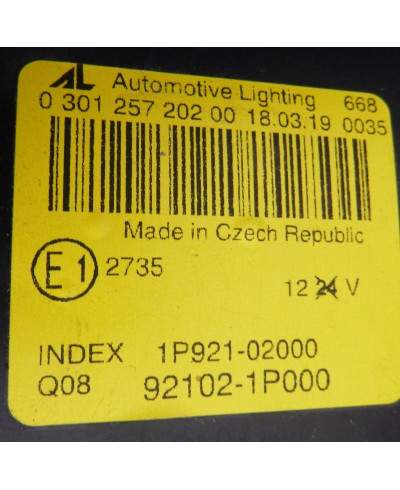 AL Automotive Lighting 668
0 301 257 202 00 18.03.19 0035
Made in Czech Republic
E1 2735
12 24 V
INDEX 1P921-02000
Q08 92102-1P000